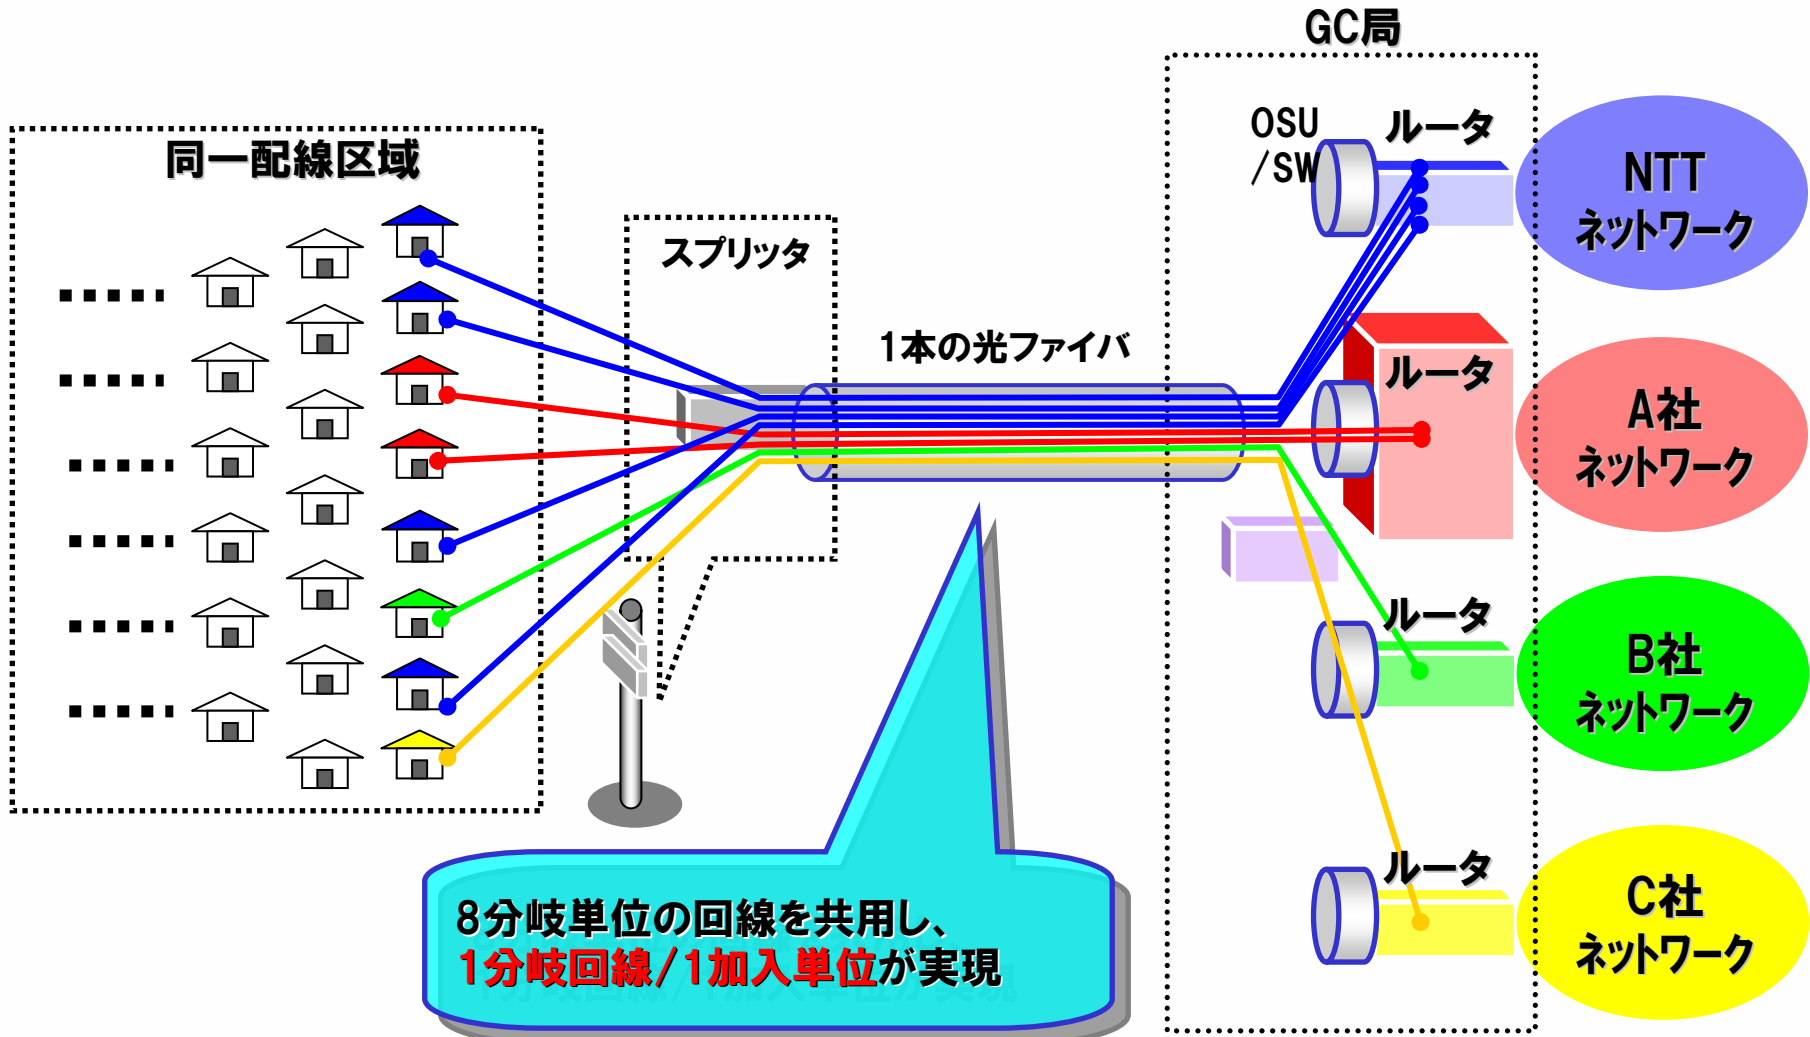 GC局
同一配線区域
スプリッタ
1本の光ファイバ
OSU
/SW
ルータ
NTT
ネットワーク
ルータ
A社
ネットワーク
ルータ
B社
ネットワーク
ルータ
C社
ネットワーク
8分岐単位の回線を共用し、
1分岐回線/1加入単位が実現